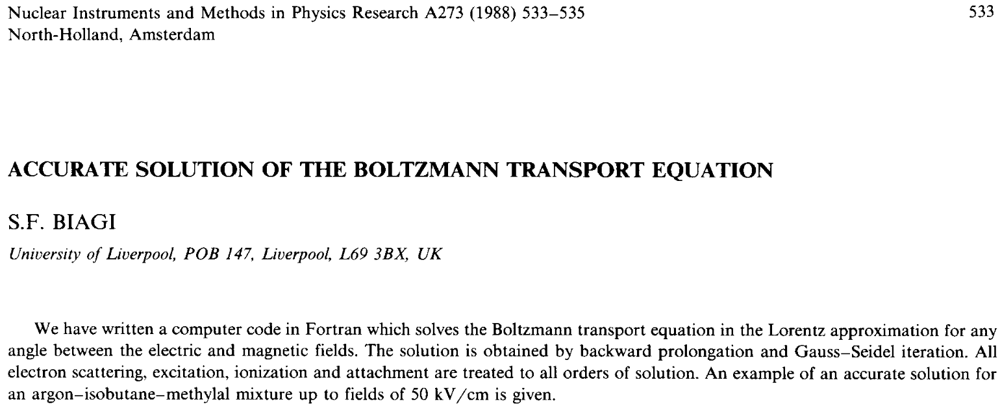 Nuclear Instruments and Methods in Physics Research A273 (1988) 533–535 533
North-Holland, Amsterdam
ACCURATE SOLUTION OF THE BOLTZMANN TRANSPORT EQUATION
S.F. BIAGI
University of Liverpool, POB 147, Liverpool, L69 3BX, UK
We have written a computer code in Fortran which solves the Boltzmann transport equation in the Lorentz approximation for any
angle between the electric and magnetic fields. The solution is obtained by backward prolongation and Gauss–Seidel iteration. All
electron scattering, excitation, ionization and attachment are treated to all orders of solution. An example of an accurate solution for
an argon–isobutane–methylal mixture up to fields of 50 kV/cm is given.